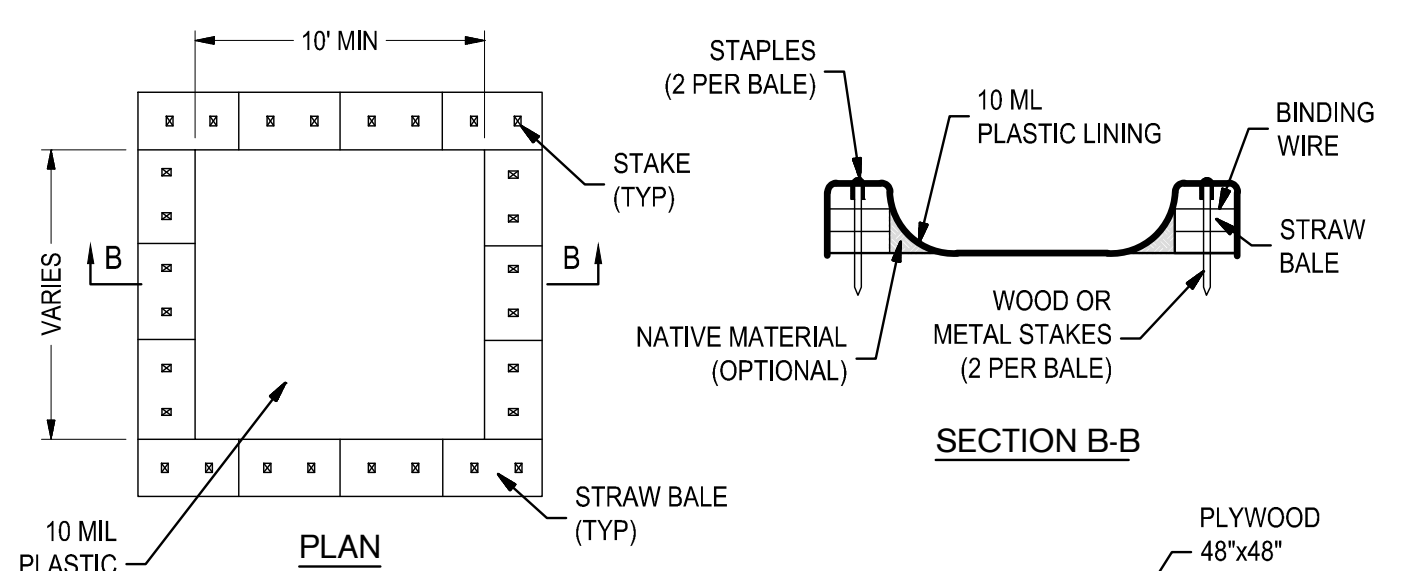 10' MIN
STAKE
(TYP)
VARIES
B
B
STRAW BALE
(TYP)
10 MIL
PLASTIC
PLAN
STAPLES
(2 PER BALE)
10 ML
PLASTIC LINING
BINDING
WIRE
STRAW
BALE
WOOD OR
METAL STAKES
(2 PER BALE)
NATIVE MATERIAL
(OPTIONAL)
SECTION B-B
PLYWOOD
48"x48"